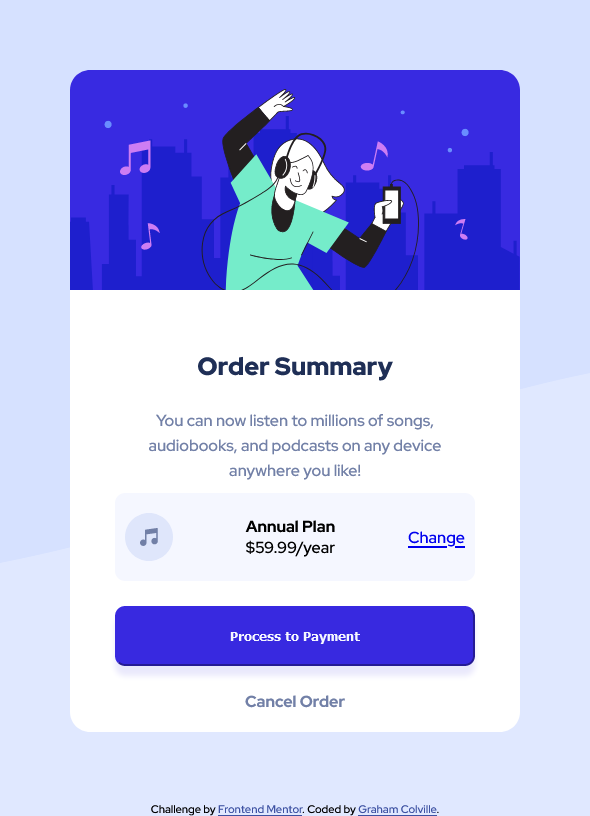 Order Summary
You can now listen to millions of songs,
audiobooks, and podcasts on any device
anywhere you like!
Annual Plan
$59.99/year
Change
Process to Payment
Cancel Order
Challenge by Frontend Mentor. Coded by Graham Colville.